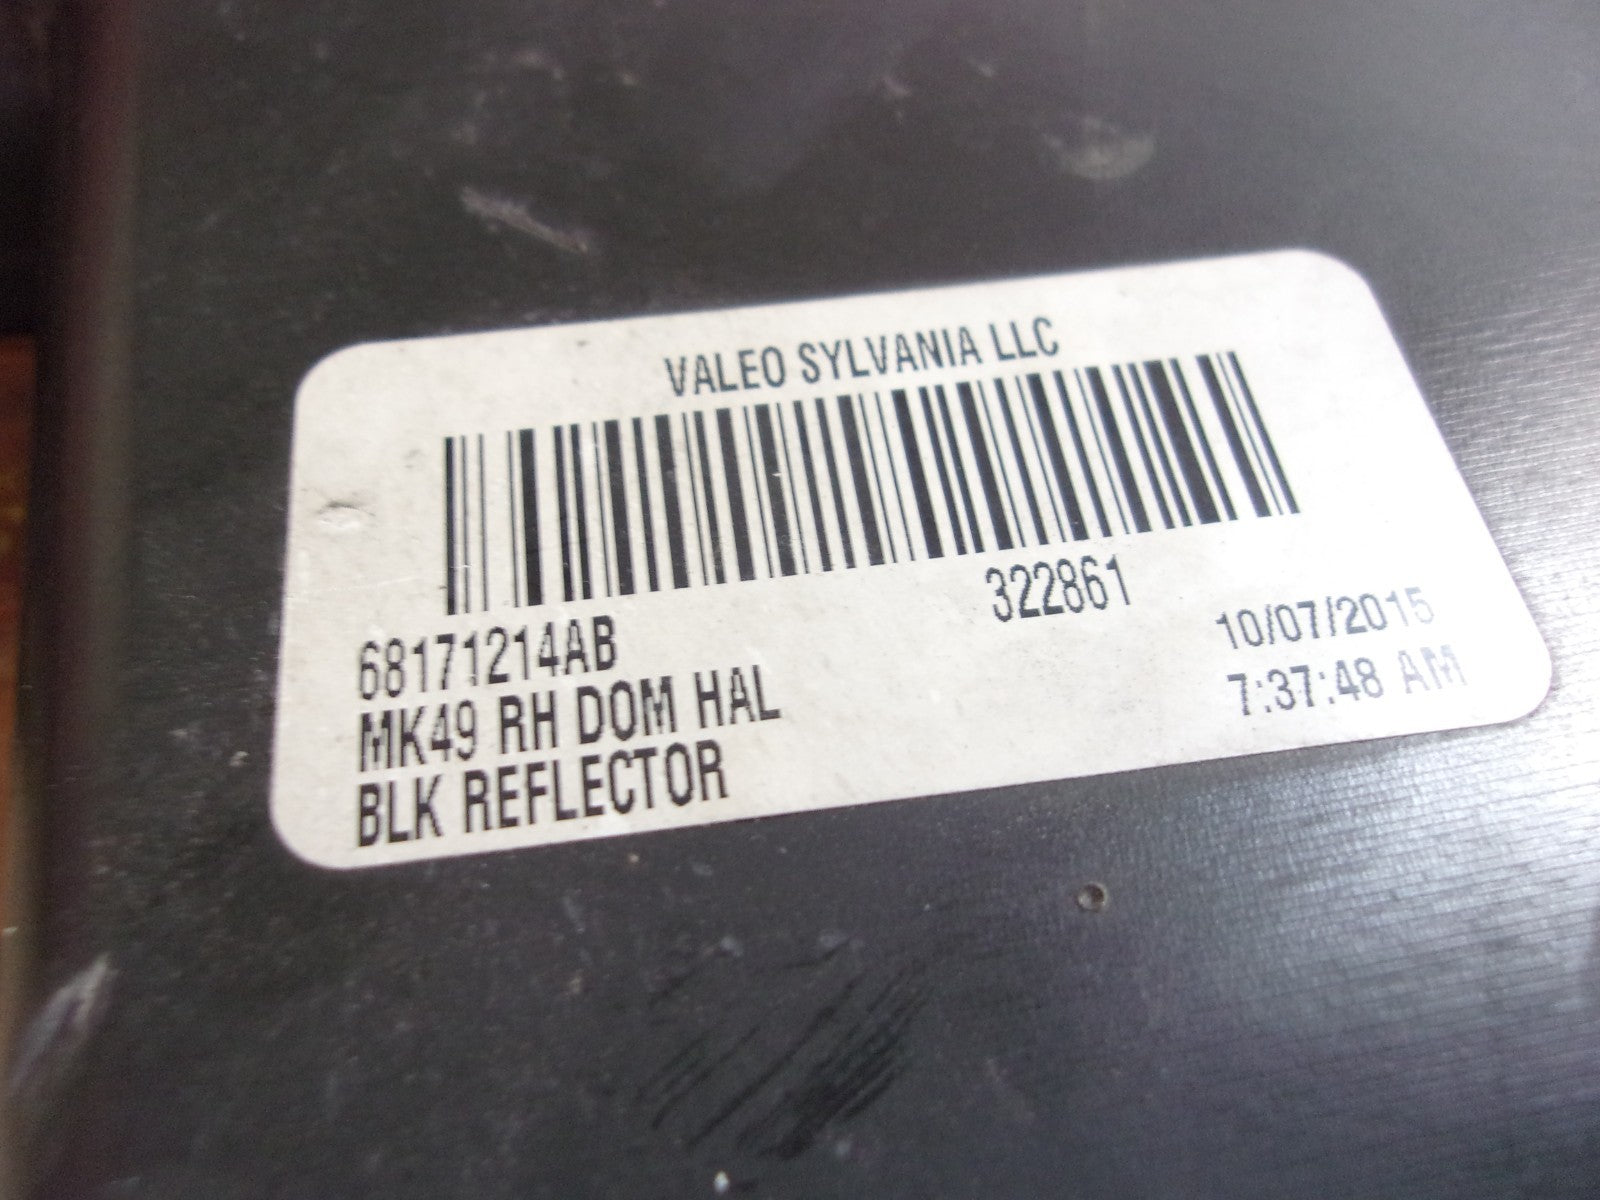 VALEO SYLVANIA LLC
322861
68171214AB
10/07/2015
MK49 RH DOM HAL
7:37:48 AM
BLK REFLECTOR